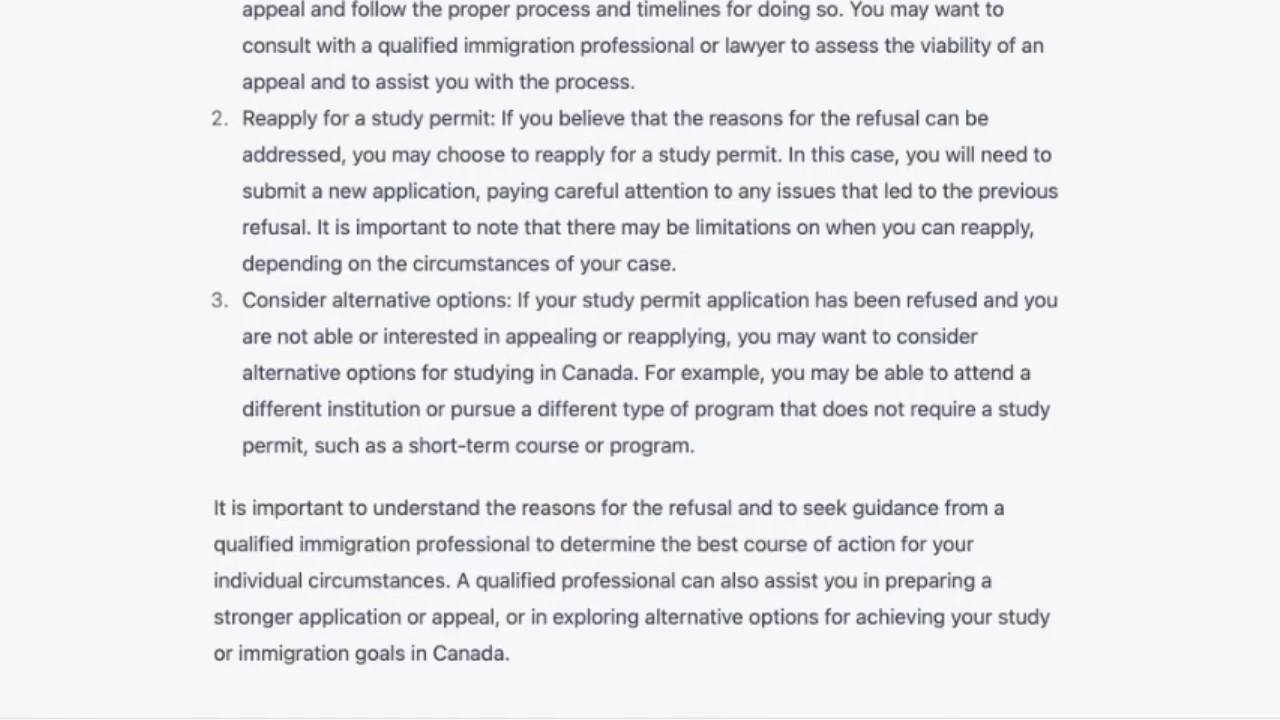 appeal and follow the proper process and timelines for doing so. You may want to
consult with a qualified immigration professional or lawyer to assess the viability of an
appeal and to assist you with the process.
2. Reapply for a study permit: If you believe that the reasons for the refusal can be
addressed, you may choose to reapply for a study permit. In this case, you will need to
submit a new application, paying careful attention to any issues that led to the previous
refusal. It is important to note that there may be limitations on when you can reapply,
depending on the circumstances of your case.
3. Consider alternative options: If your study permit application has been refused and you
are not able or interested in appealing or reapplying, you may want to consider
alternative options for studying in Canada. For example, you may be able to attend a
different institution or pursue a different type of program that does not require a study
permit, such as a short-term course or program.
It is important to understand the reasons for the refusal and to seek guidance from a
qualified immigration professional to determine the best course of action for your
individual circumstances. A qualified professional can also assist you in preparing a
stronger application or appeal, or in exploring alternative options for achieving your study
or immigration goals in Canada.